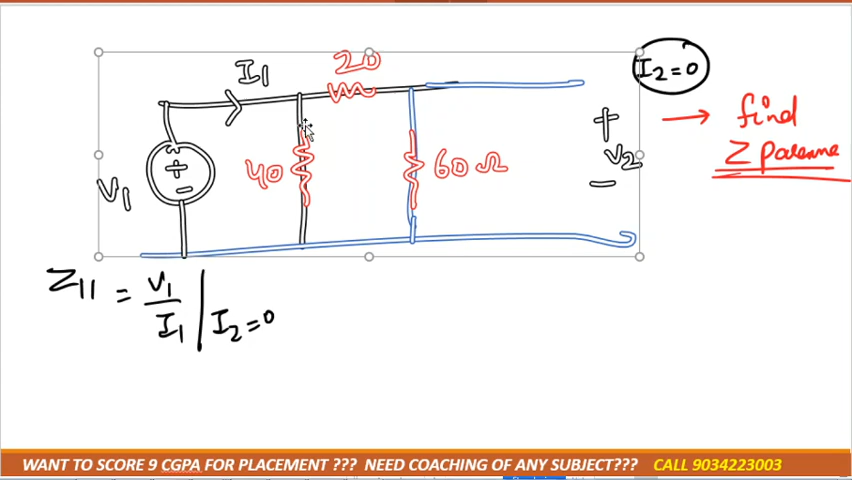 I1
20
I2=0
→ find
Z parame
V1
+
-
40
60 Ω
+
V2
-
Z11 = V1/I1 | I2=0
WANT TO SCORE 9 CGPA FOR PLACEMENT ??? NEED COACHING OF ANY SUBJECT??? CALL 9034223003